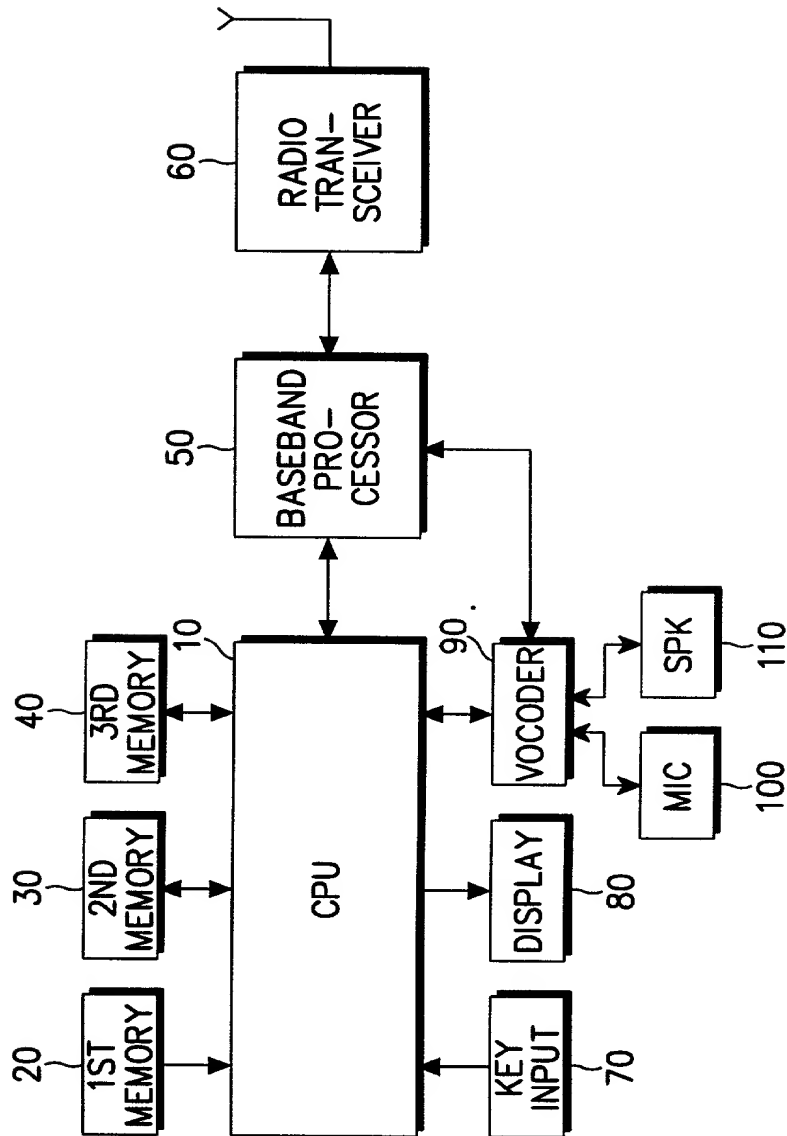 20
1ST
MEMORY
30
2ND
MEMORY
40
3RD
MEMORY
10
CPU
50
BASEBAND
PRO-
CESSOR
60
RADIO
TRAN-
SCEIVER
KEY
INPUT
70
DISPLAY
80
90
VOCODER
MIC
100
SPK
110